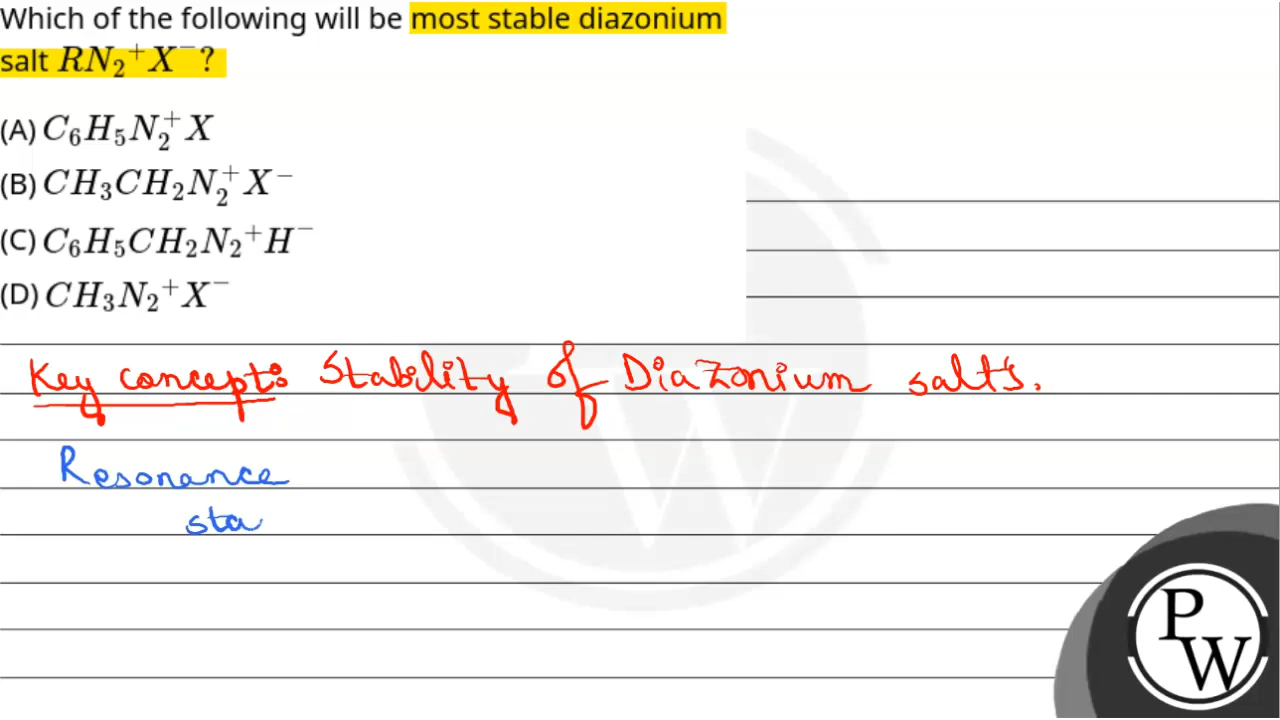 Which of the following will be most stable diazonium
salt RN₂⁺X⁻?
(A) C₆H₅N₂⁺X
(B) CH₃CH₂N₂⁺X⁻
(C) C₆H₅CH₂N₂⁺H⁻
(D) CH₃N₂⁺X⁻
Key concept: Stability of Diazonium salts.
Resonance
sta
P
W